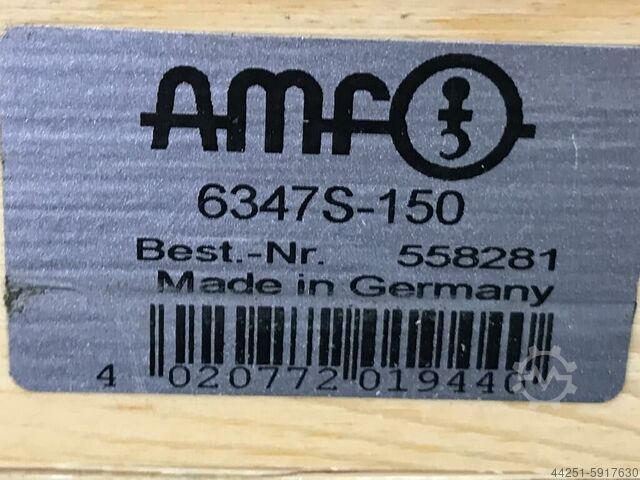 AMF
6347S-150
Best.-Nr. 558281
Made in Germany
4 020772 019440
44251-5917630